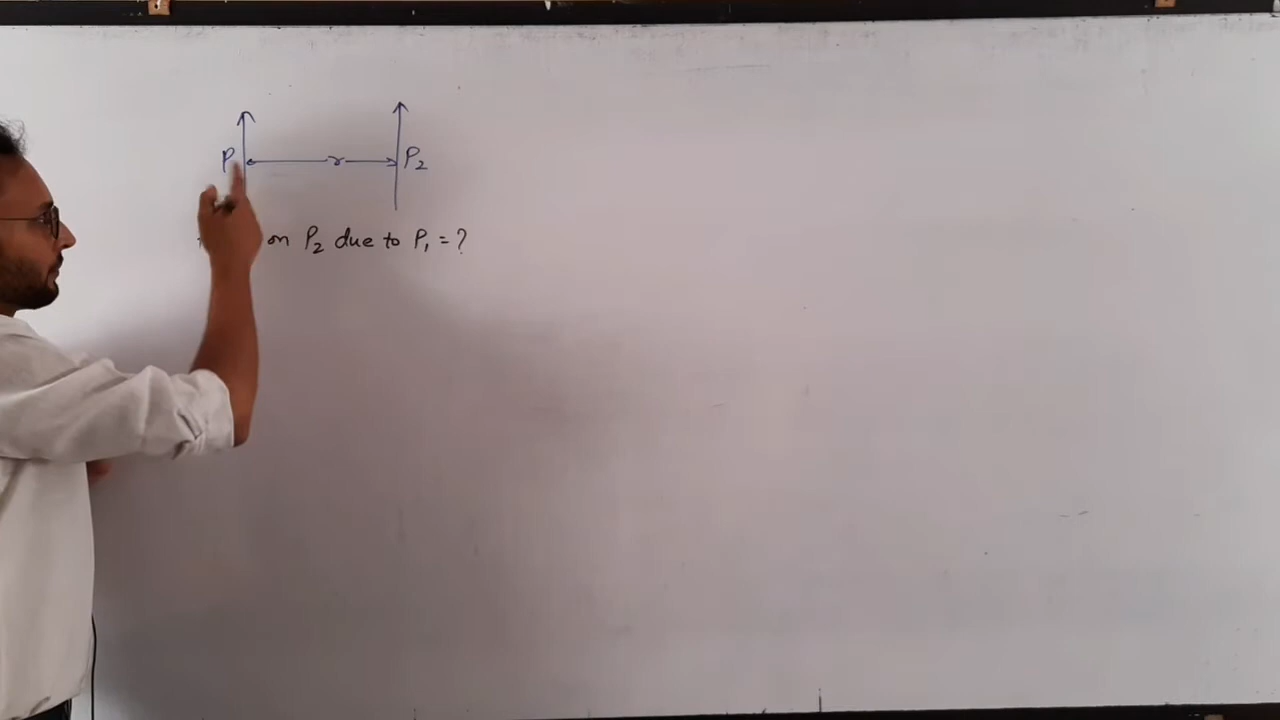 P r P₂
on P₂ due to P₁ = ?